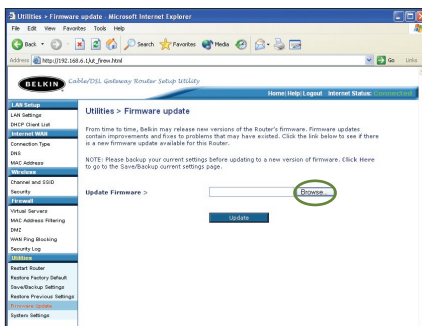 Utilities > Firmware update - Microsoft Internet Explorer
File Edit View Favorites Tools Help
Back Search Favorites Media
Address http://192.168.6.1/ut_firew.html Go Links
BELKIN Cable/DSL Gateway Router Setup Utility
Home|Help|Logout Internet Status: Connected
LAN Setup
LAN Settings
DHCP Client List
Internet WAN
Connection Type
DNS
MAC Address
Wireless
Channel and SSID
Security
Firewall
Virtual Servers
MAC Address Filtering
DMZ
WAN Ping Blocking
Security Log
Utilities
Restart Router
Restore Factory Default
Save/Backup Settings
Restore Previous Settings
Firmware Update
System Settings
Utilities > Firmware update
From time to time, Belkin may release new versions of the Router's firmware. Firmware updates
contain improvements and fixes to problems that may have existed. Click the link below to see if there
is a new firmware update available for this Router.
NOTE: Please backup your current settings before updating to a new version of firmware. Click Here
to go to the Save/Backup current settings page.
Update Firmware > Browse...
Update